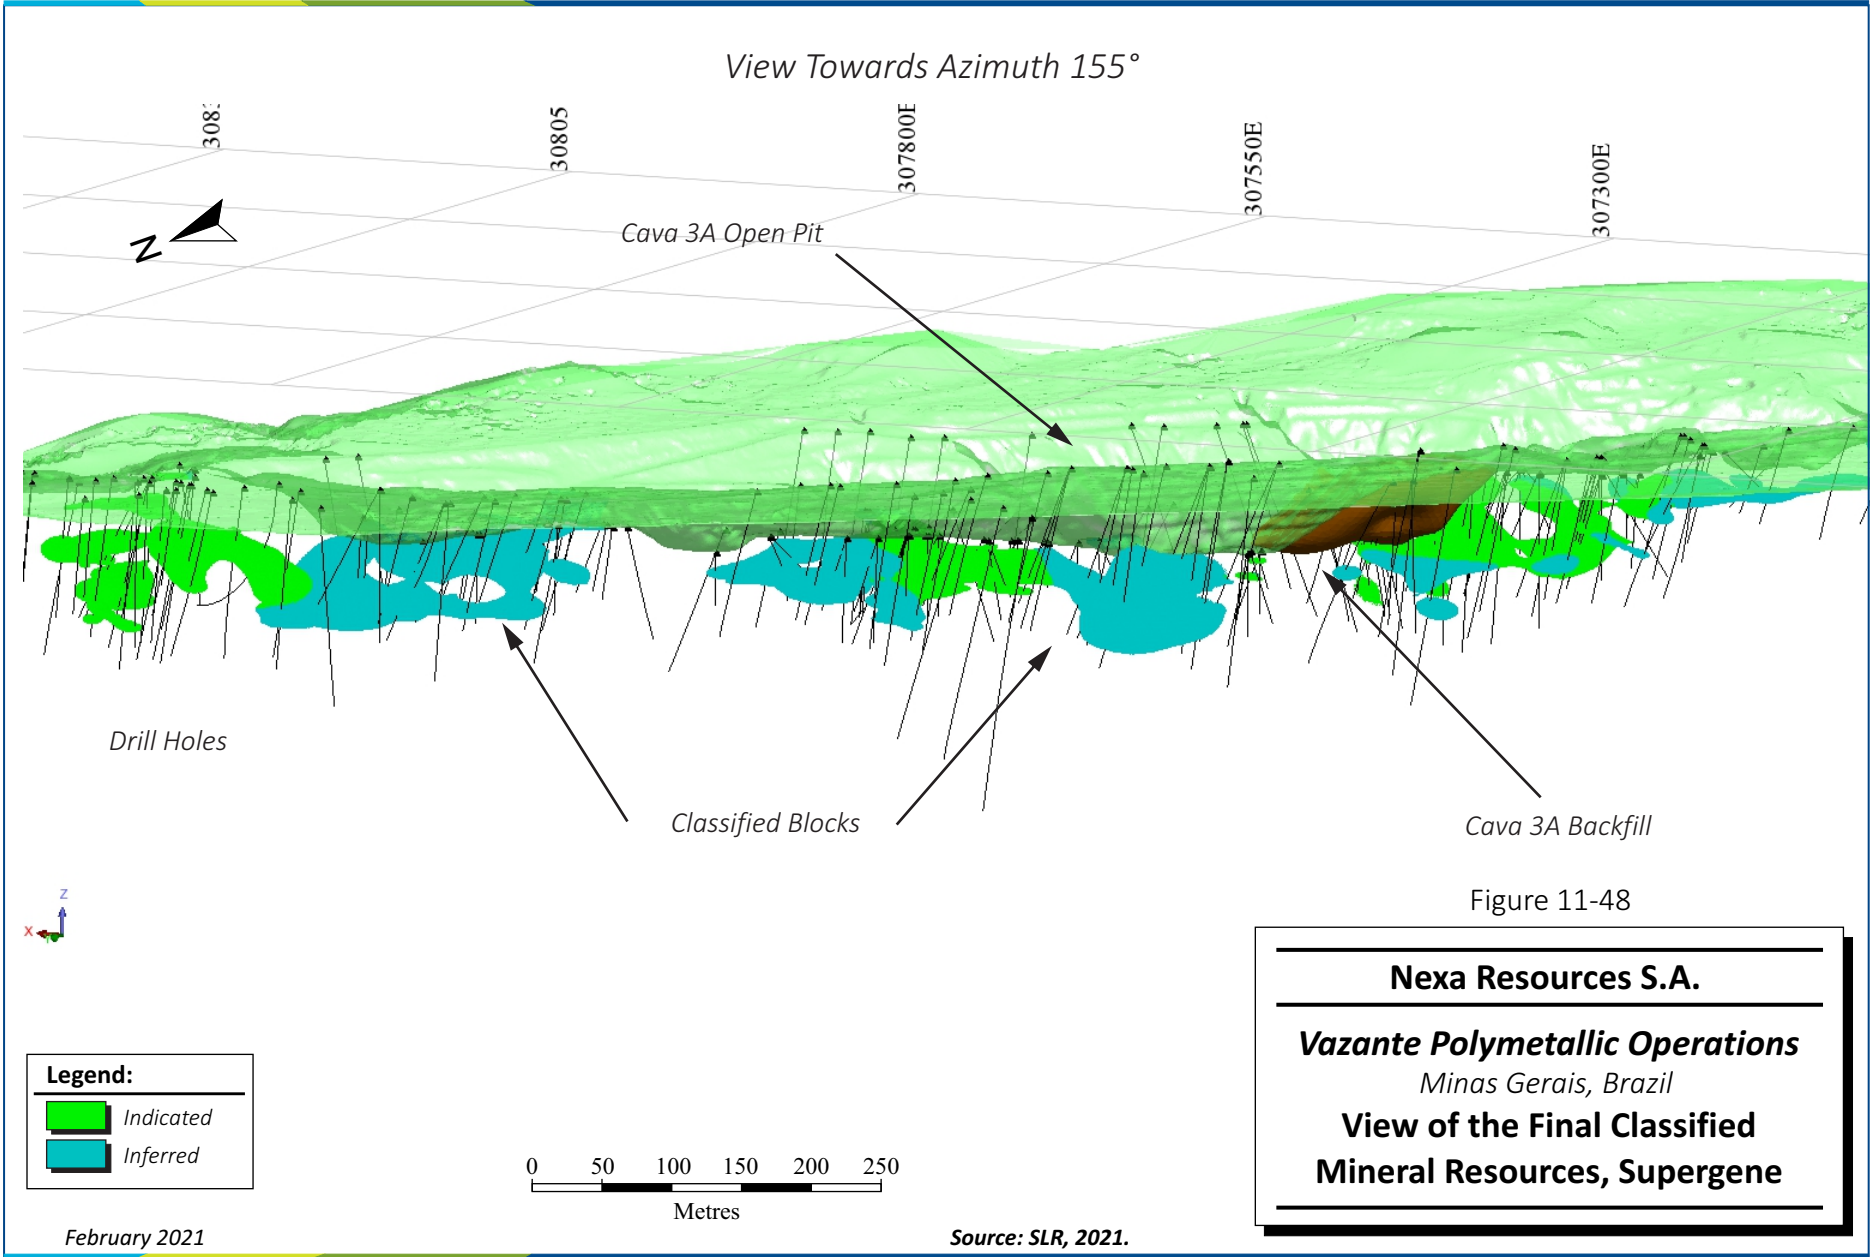 View Towards Azimuth 155°
3083
30805
307800E
307550E
307300E
N
Cava 3A Open Pit
Drill Holes
Classified Blocks
Cava 3A Backfill
Z
X
Figure 11-48
Nexa Resources S.A.
Vazante Polymetallic Operations
Minas Gerais, Brazil
View of the Final Classified
Mineral Resources, Supergene
Legend:
Indicated
Inferred
0 50 100 150 200 250
Metres
February 2021
Source: SLR, 2021.